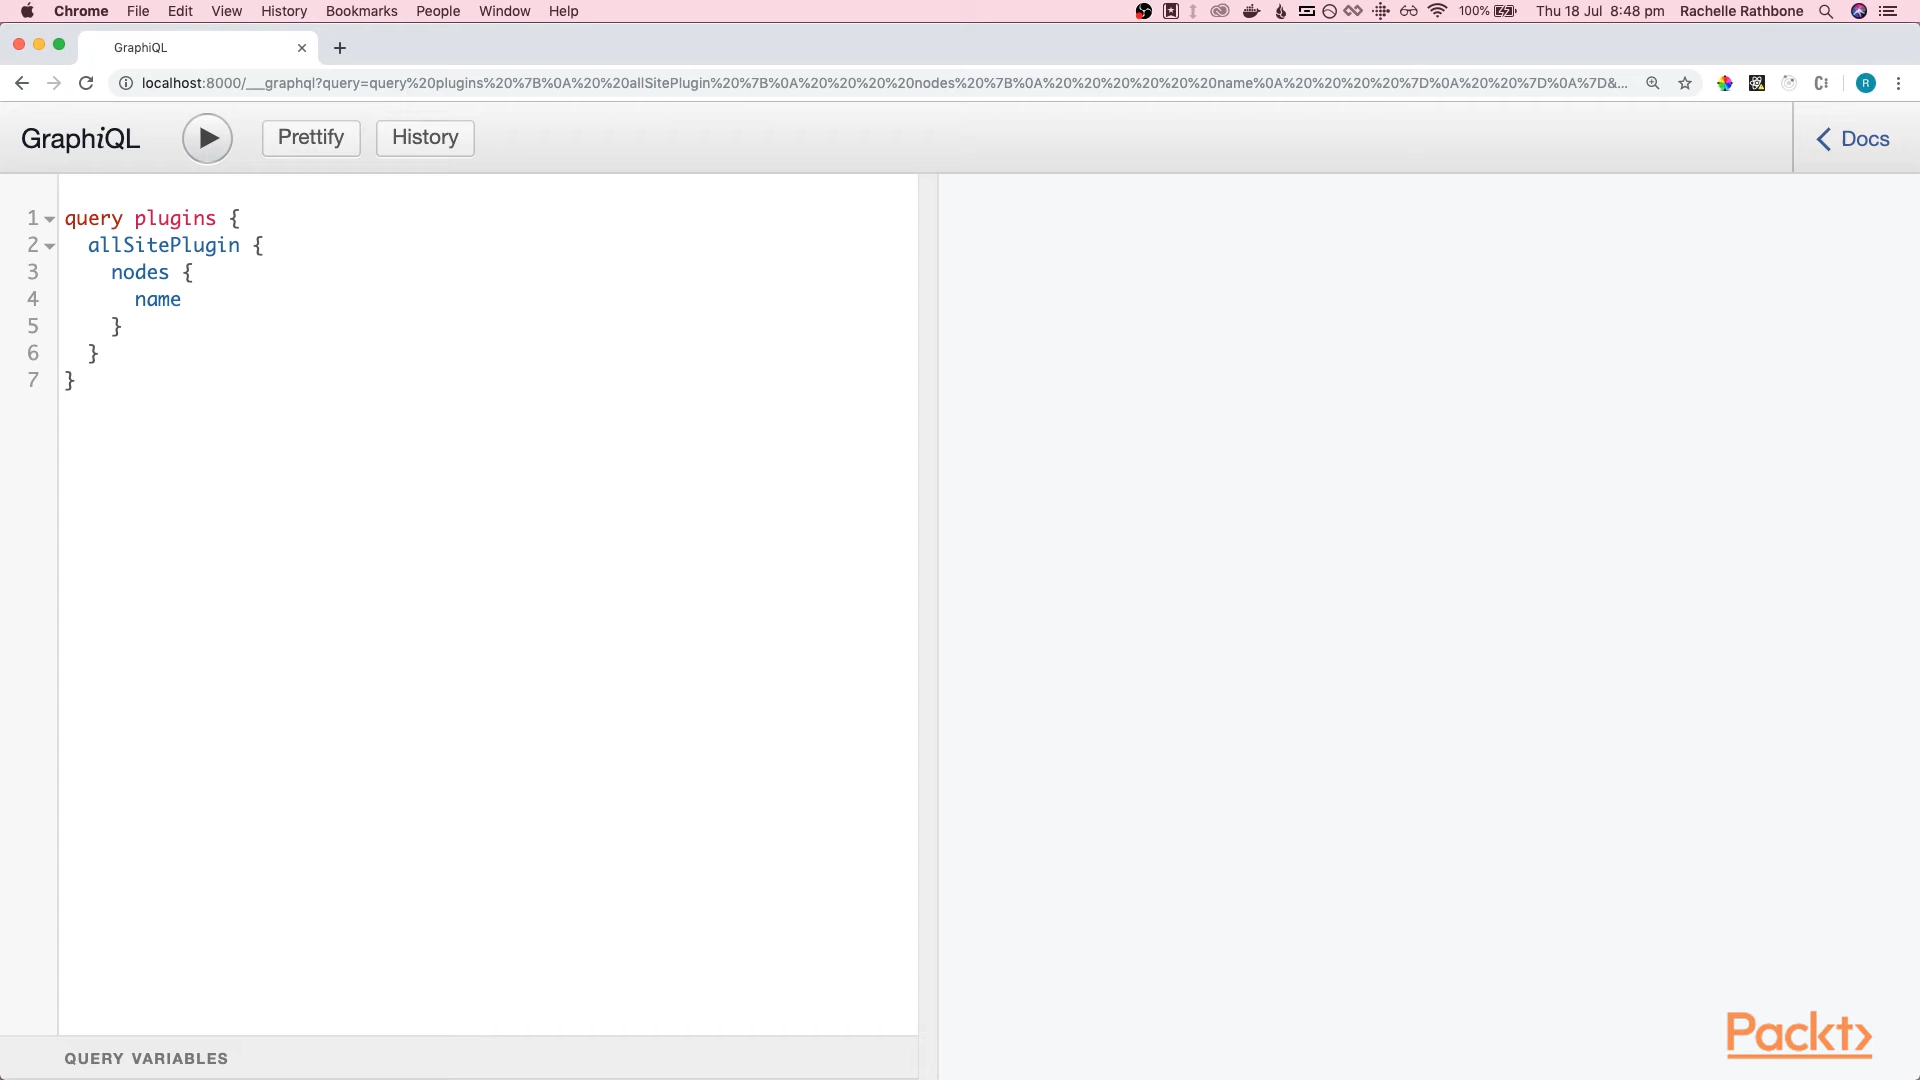 Chrome File Edit View History Bookmarks People Window Help 100% Thu 18 Jul 8:48 pm Rachelle Rathbone
GraphiQL
localhost:8000/___graphql?query=query%20plugins%20%7B%0A%20%20allSitePlugin%20%7B%0A%20%20%20%20nodes%20%7B%0A%20%20%20%20%20%20name%0A%20%20%20%20%7D%0A%20%20%7D%0A%7D&... R
GraphiQL Prettify History Docs
1 query plugins {
2 allSitePlugin {
3 nodes {
4 name
5 }
6 }
7 }
QUERY VARIABLES
Packt>